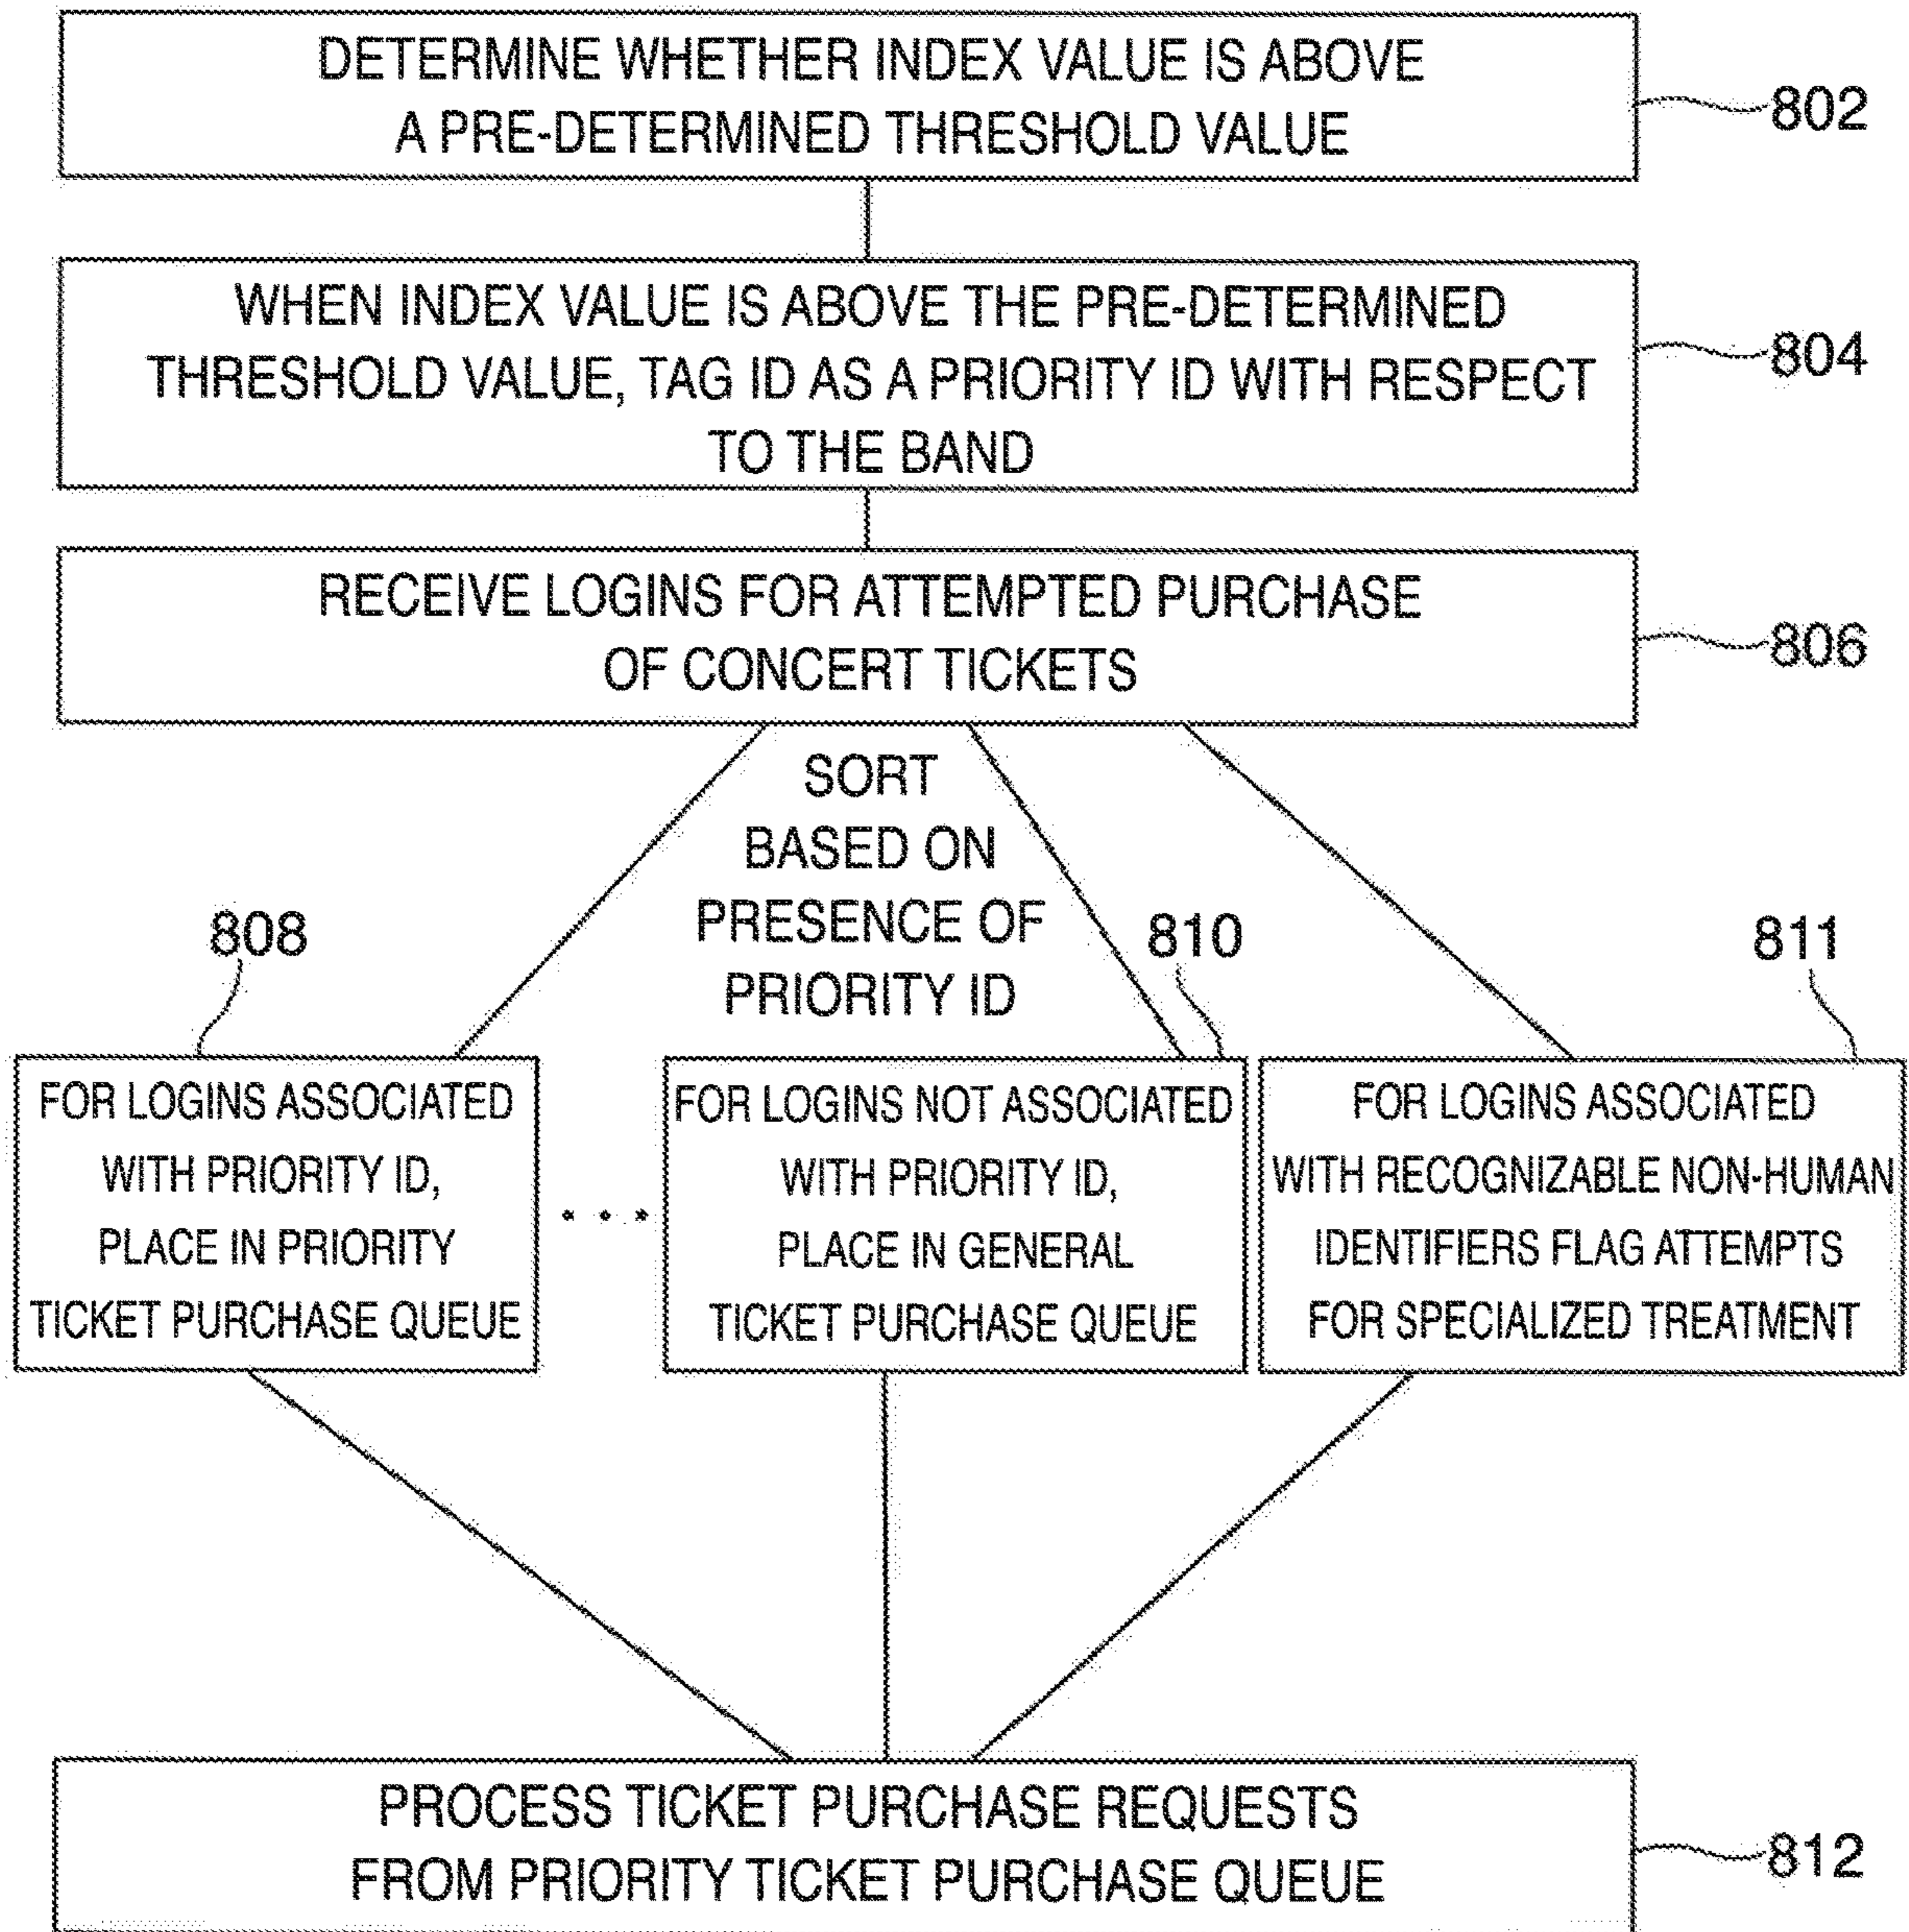 DETERMINE WHETHER INDEX VALUE IS ABOVE
A PRE-DETERMINED THRESHOLD VALUE
802
WHEN INDEX VALUE IS ABOVE THE PRE-DETERMINED
THRESHOLD VALUE, TAG ID AS A PRIORITY ID WITH RESPECT
TO THE BAND
804
RECEIVE LOGINS FOR ATTEMPTED PURCHASE
OF CONCERT TICKETS
806
SORT
BASED ON
PRESENCE OF
PRIORITY ID
808
FOR LOGINS ASSOCIATED
WITH PRIORITY ID,
PLACE IN PRIORITY
TICKET PURCHASE QUEUE
. . .
810
FOR LOGINS NOT ASSOCIATED
WITH PRIORITY ID,
PLACE IN GENERAL
TICKET PURCHASE QUEUE
811
FOR LOGINS ASSOCIATED
WITH RECOGNIZABLE NON-HUMAN
IDENTIFIERS FLAG ATTEMPTS
FOR SPECIALIZED TREATMENT
PROCESS TICKET PURCHASE REQUESTS
FROM PRIORITY TICKET PURCHASE QUEUE
812